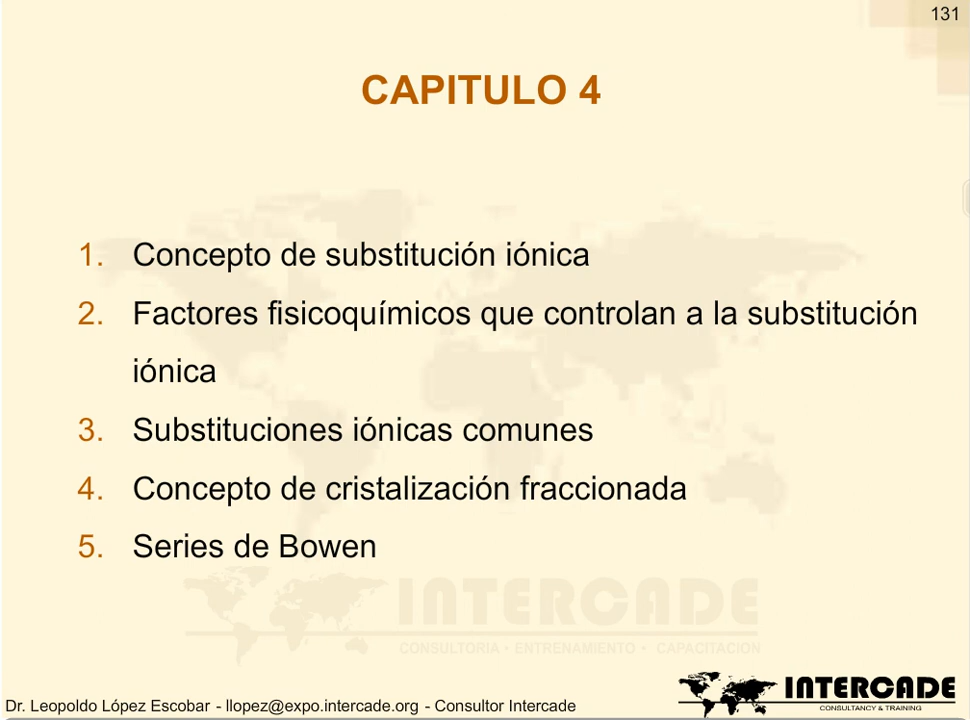 131
CAPITULO 4
1. Concepto de substitución iónica
2. Factores fisicoquímicos que controlan a la substitución
iónica
3. Substituciones iónicas comunes
4. Concepto de cristalización fraccionada
5. Series de Bowen
INTERCADE
CONSULTORIA • ENTRENAMIENTO • CAPACITACION
INTERCADE
CONSULTANCY & TRAINING
Dr. Leopoldo López Escobar - llopez@expo.intercade.org - Consultor Intercade